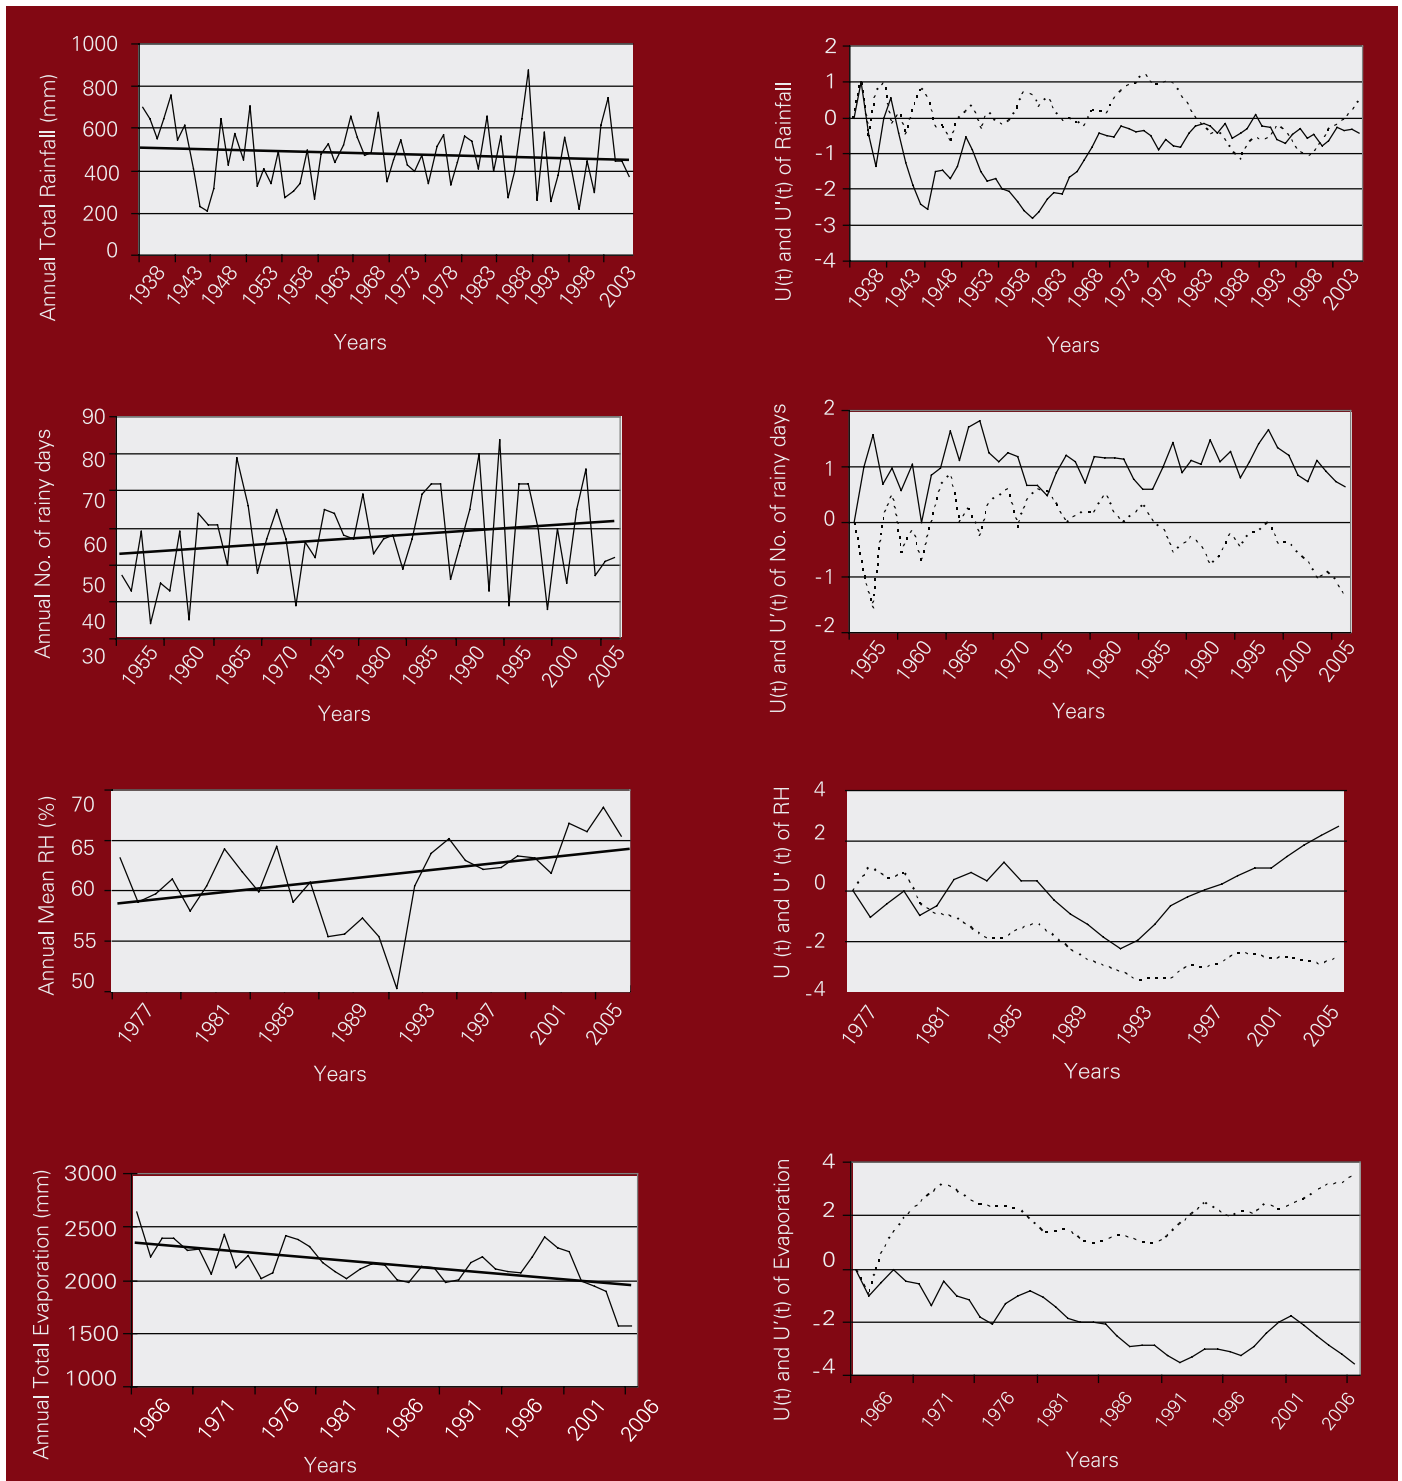 Annual Total Rainfall (mm)
1000
800
600
400
200
0
1938 1943 1948 1953 1958 1963 1968 1973 1978 1983 1988 1993 1998 2003
Years
U(t) and U'(t) of Rainfall
2
1
0
-1
-2
-3
-4
1938 1943 1948 1953 1958 1963 1968 1973 1978 1983 1988 1993 1998 2003
Years
Annual No. of rainy days
90
80
70
60
50
40
30
1955 1960 1965 1970 1975 1980 1985 1990 1995 2000 2005
Years
U(t) and U'(t) of No. of rainy days
2
1
0
-1
-2
1955 1960 1965 1970 1975 1980 1985 1990 1995 2000 2005
Years
Annual Mean RH (%)
70
65
60
55
50
1977 1981 1985 1989 1993 1997 2001 2005
Years
U (t) and U' (t) of RH
4
2
0
-2
-4
1977 1981 1985 1989 1993 1997 2001 2005
Years
Annual Total Evaporation (mm)
3000
2500
2000
1500
1000
1966 1971 1976 1981 1986 1991 1996 2001 2006
Years
U(t) and U'(t) of Evaporation
4
2
0
-2
-4
1966 1971 1976 1981 1986 1991 1996 2001 2006
Years